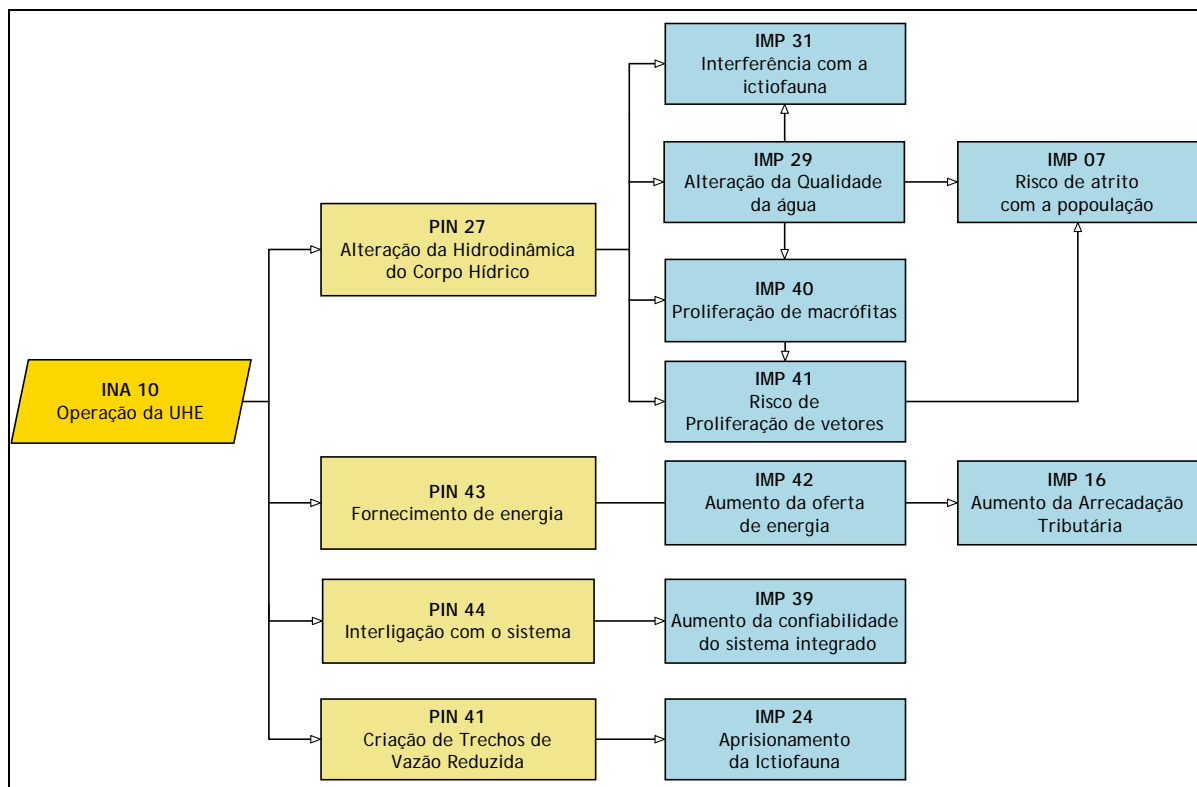 IMP 31
Interferência com a
ictiofauna
IMP 29
Alteração da Qualidade
da água
IMP 07
Risco de atrito
com a popoulação
PIN 27
Alteração da Hidrodinâmica
do Corpo Hídrico
IMP 40
Proliferação de macrófitas
INA 10
Operação da UHE
IMP 41
Risco de
Proliferação de vetores
PIN 43
Fornecimento de energia
IMP 42
Aumento da oferta
de energia
IMP 16
Aumento da Arrecadação
Tributária
PIN 44
Interligação com o sistema
IMP 39
Aumento da confiabilidade
do sistema integrado
PIN 41
Criação de Trechos de
Vazão Reduzida
IMP 24
Aprisionamento
da Ictiofauna